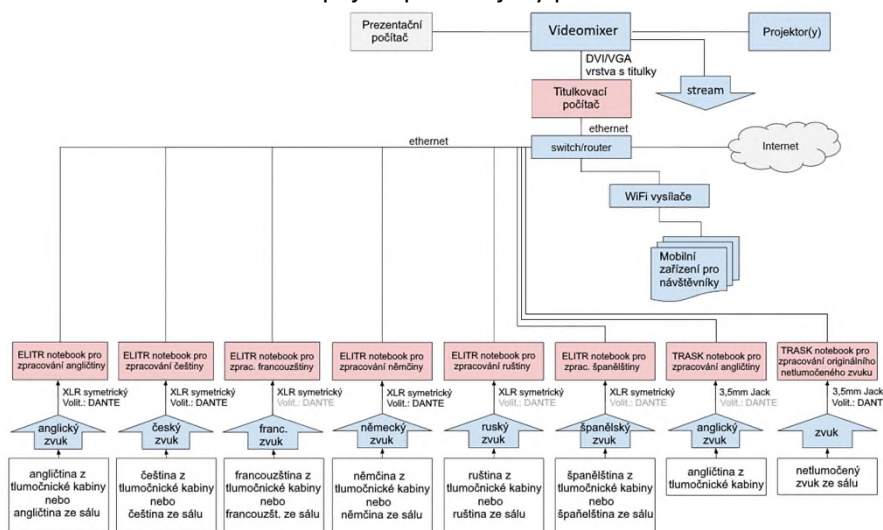 Prezentační
počítač
Videomixer
Projektor(y)
DVI/VGA
vrstva s titulky
stream
Titulkovací
počítač
ethernet
ethernet
switch/router
Internet
WiFi vysílače
Mobilní
zařízení pro
návštěvníky
ELITR notebook pro
zpracování angličtiny
ELITR notebook pro
zpracování češtiny
ELITR notebook pro
zprac. francouzštiny
ELITR notebook pro
zpracování němčiny
ELITR notebook pro
zpracování ruštiny
ELITR notebook pro
zprac. španělštiny
TRASK notebook pro
zpracování angličtiny
TRASK notebook pro
zpracování originálního
netlumočeného zvuku
XLR symetrický
Volit.: DANTE
XLR symetrický
Volit.: DANTE
XLR symetrický
Volit.: DANTE
XLR symetrický
Volit.: DANTE
XLR symetrický
Volit.: DANTE
XLR symetrický
Volit.: DANTE
3,5mm Jack
Volit.: DANTE
3,5mm Jack
Volit.: DANT
anglický
zvuk
český
zvuk
franc.
zvuk
německý
zvuk
ruský
zvuk
španělský
zvuk
anglický
zvuk
zvuk
angličtina z
tlumočnické kabiny
nebo
angličtina ze sálu
čeština z
tlumočnické kabiny
nebo
čeština ze sálu
francouzština z
tlumočnické kabiny
nebo
francouzšt. ze sálu
němčina z
tlumočnické kabiny
nebo
němčina ze sálu
ruština z
tlumočnické kabiny
nebo
ruština ze sálu
španělština z
tlumočnické kabiny
nebo
španělština ze sálu
angličtina z
tlumočnické kabiny
netlumočený
zvuk ze sálu